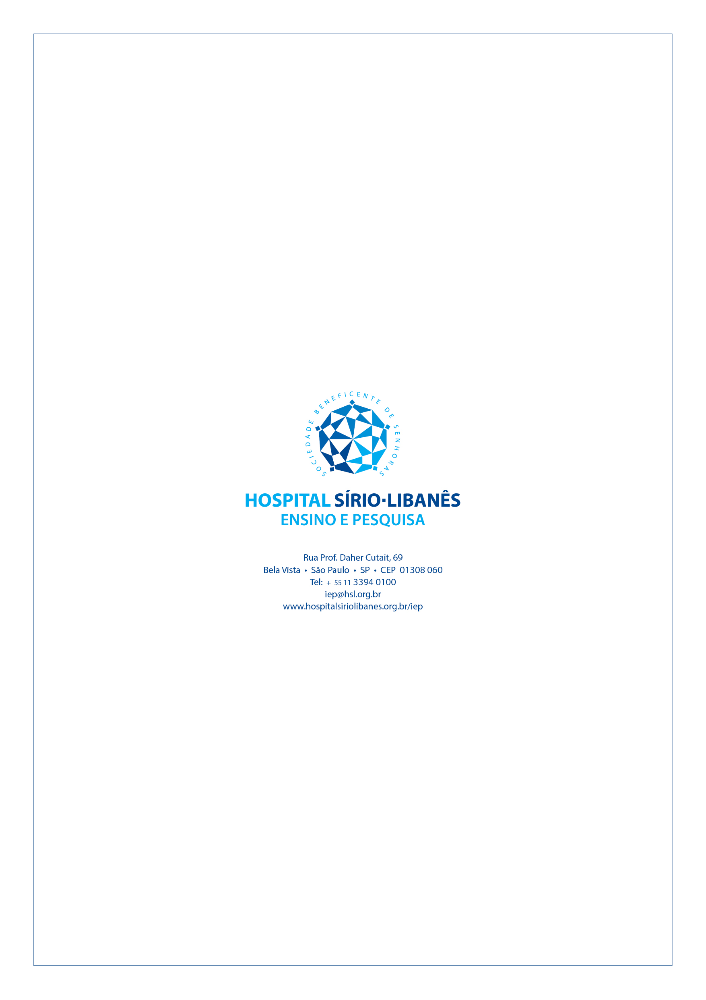 SOCIEDADE BENEFICENTE DE SENHORAS
HOSPITAL SÍRIO·LIBANÊS
ENSINO E PESQUISA
Rua Prof. Daher Cutait, 69
Bela Vista • São Paulo • SP • CEP 01308 060
Tel: + 55 11 3394 0100
iep@hsl.org.br
www.hospitalsiriolibanes.org.br/iep